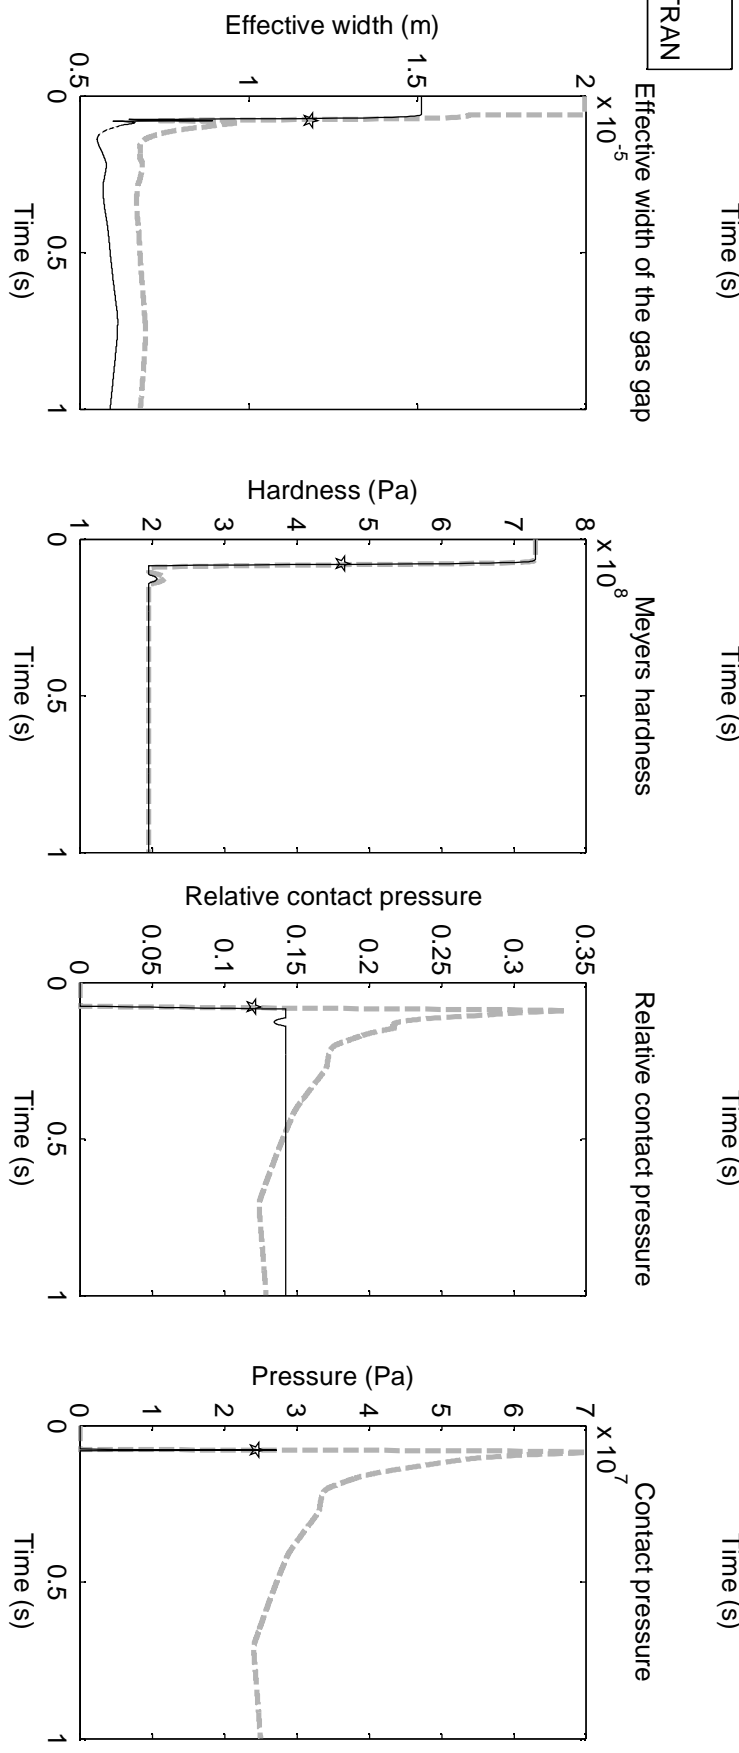 TRAN
Time (s)
Time (s)
Time (s)
Time (s)
Effective width of the gas gap
x 10-5
Effective width (m)
2
1.5
1
0.5
0
0.5
1
Time (s)
Meyers hardness
x 108
Hardness (Pa)
8
7
6
5
4
3
2
1
0
0.5
1
Time (s)
Relative contact pressure
Relative contact pressure
0.35
0.3
0.25
0.2
0.15
0.1
0.05
0
0
0.5
1
Time (s)
Contact pressure
x 107
Pressure (Pa)
7
6
5
4
3
2
1
0
0
0.5
1
Time (s)